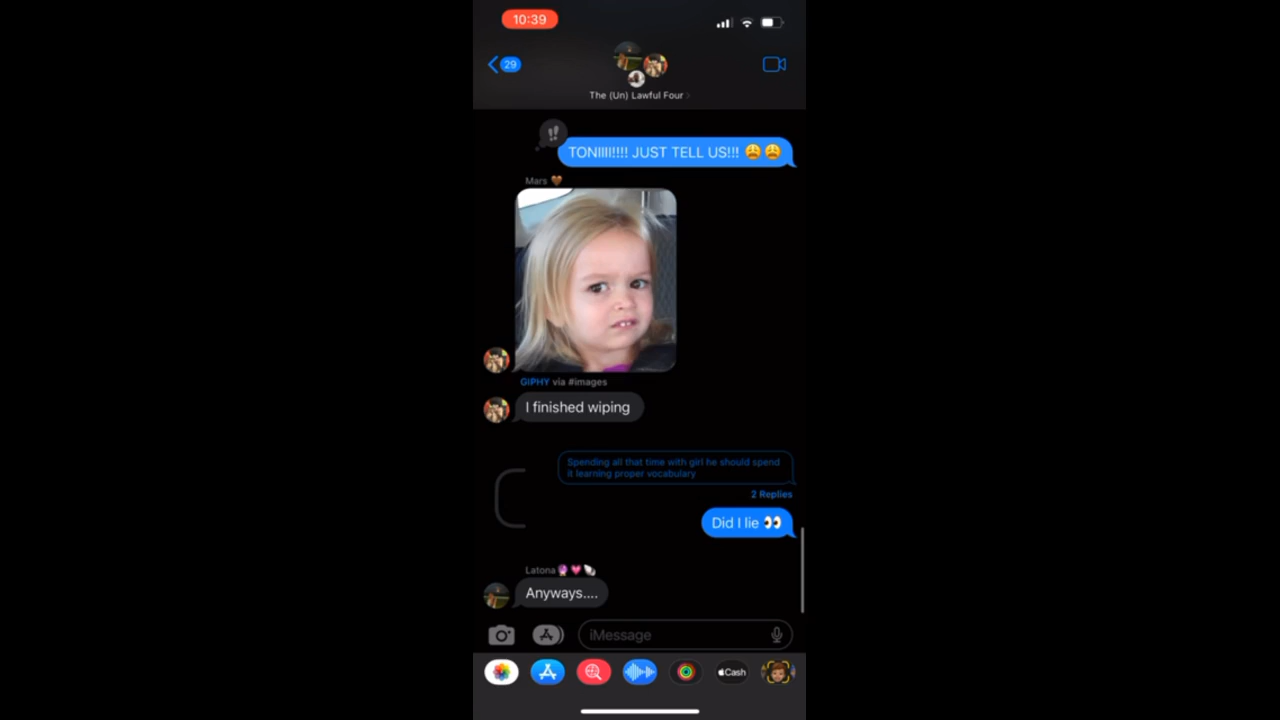 10:39
29
The (Un) Lawful Four
TONIIII!!!! JUST TELL US!!! 😩😩
Mars 🤎
GIPHY via #images
I finished wiping
Spending all that time with girl he should spend
it learning proper vocabulary
2 Replies
Did I lie 👀
Latona🔮💗🐚
Anyways....
iMessage
Cash